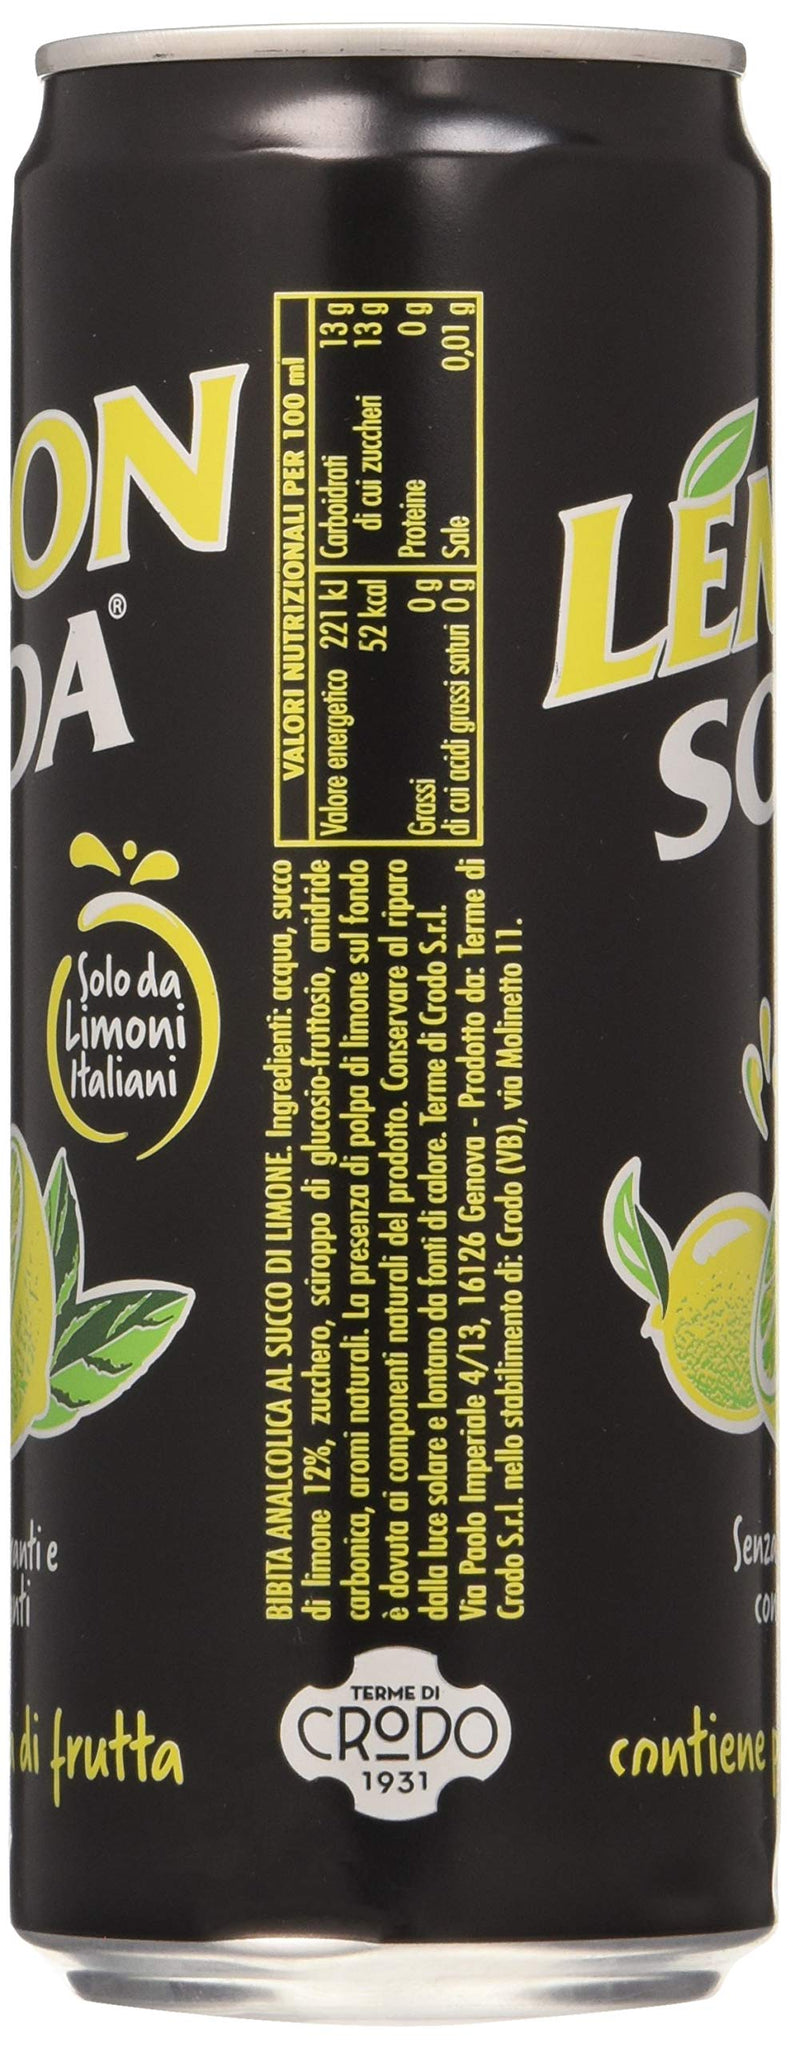 ON
DA®
Solo da
Limoni
Italiani
di frutta
VALORI NUTRIZIONALI PER 100 ml
Valore energetico 221 kJ
52 kcal
Grassi 0 g
di cui acidi grassi saturi 0 g
Carboidrati 13 g
di cui zuccheri 13 g
Proteine 0 g
Sale 0,01 g
BIBITA ANALCOLICA AL SUCCO DI LIMONE. Ingredienti: acqua, succo
di limone 12%, zucchero, sciroppo di glucosio-fruttosio, anidride
carbonica, aromi naturali. La presenza di polpa di limone sul fondo
è dovuta ai componenti naturali del prodotto. Conservare al riparo
dalla luce solare e lontano da fonti di calore. Terme di Crodo S.r.l.
Via Paolo Imperiale 4/13, 16126 Genova - Prodotto da: Terme di
Crodo S.r.l. nello stabilimento di: Crodo (VB), via Molinetto 11.
TERME DI
CRODO
1931
LEM
SO
Senza
con
contiene p